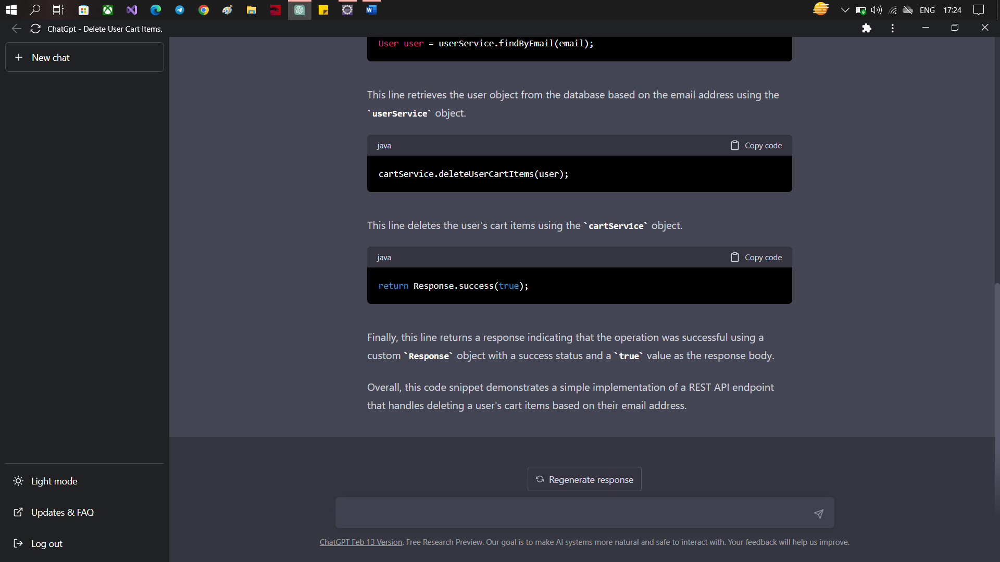 ENG
17:24
ChatGpt - Delete User Cart Items.
New chat
User user = userService.findByEmail(email);
This line retrieves the user object from the database based on the email address using the
`userService` object.
java
Copy code
cartService.deleteUserCartItems(user);
This line deletes the user's cart items using the `cartService` object.
java
Copy code
return Response.success(true);
Finally, this line returns a response indicating that the operation was successful using a
custom `Response` object with a success status and a `true` value as the response body.
Overall, this code snippet demonstrates a simple implementation of a REST API endpoint
that handles deleting a user's cart items based on their email address.
Light mode
Updates & FAQ
Log out
Regenerate response
ChatGPT Feb 13 Version. Free Research Preview. Our goal is to make AI systems more natural and safe to interact with. Your feedback will help us improve.